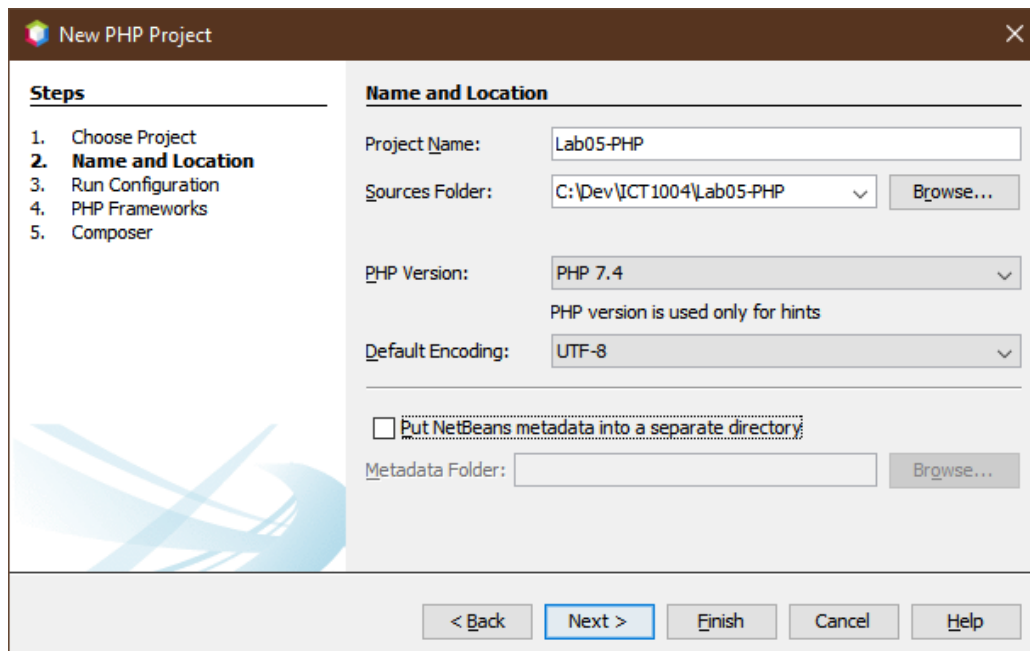 New PHP Project
Steps
1. Choose Project
2. Name and Location
3. Run Configuration
4. PHP Frameworks
5. Composer
Name and Location
Project Name: Lab05-PHP
Sources Folder: C:\Dev\ICT1004\Lab05-PHP Browse...
PHP Version: PHP 7.4
PHP version is used only for hints
Default Encoding: UTF-8
Put NetBeans metadata into a separate directory
Metadata Folder: Browse...
< Back Next > Finish Cancel Help